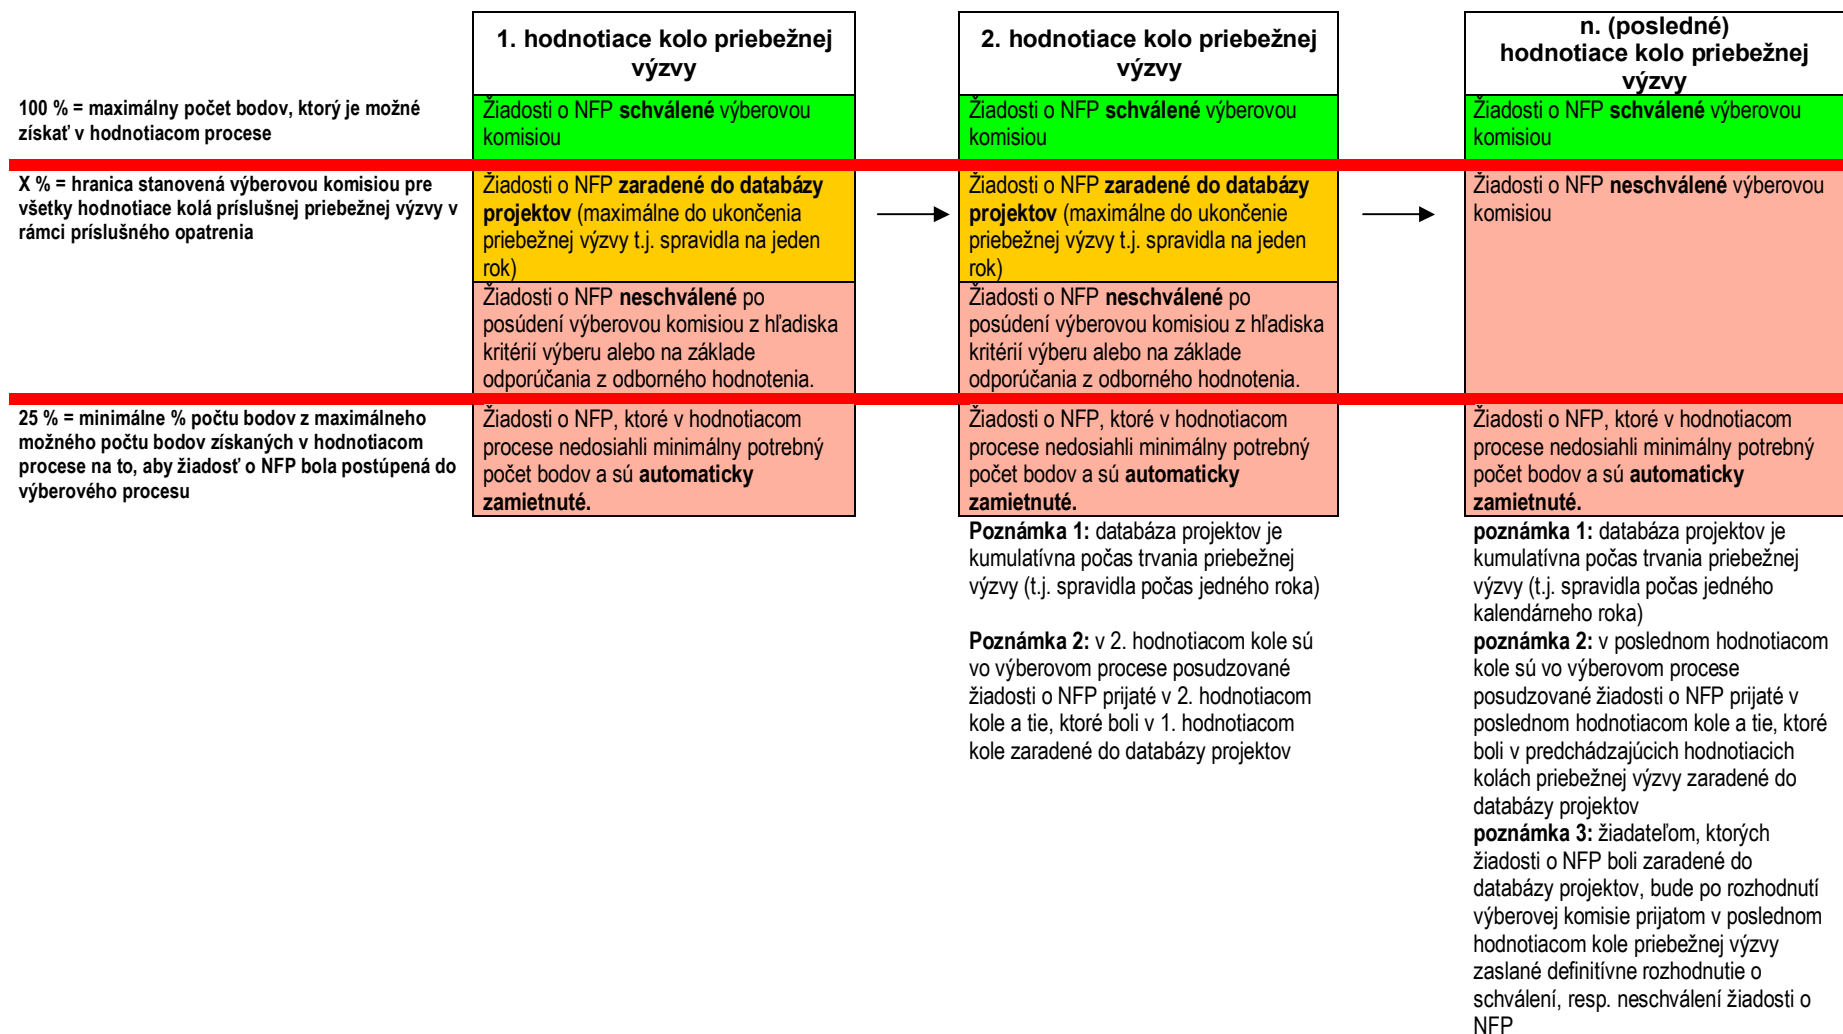 1. hodnotiace kolo priebežnej
výzvy
2. hodnotiace kolo priebežnej
výzvy
n. (posledné)
hodnotiace kolo priebežnej
výzvy
100 % = maximálny počet bodov, ktorý je možné
získať v hodnotiacom procese
Žiadosti o NFP schválené výberovou
komisiou
Žiadosti o NFP schválené výberovou
komisiou
Žiadosti o NFP schválené výberovou
komisiou
X % = hranica stanovená výberovou komisiou pre
všetky hodnotiace kolá príslušnej priebežnej výzvy v
rámci príslušného opatrenia
Žiadosti o NFP zaradené do databázy
projektov (maximálne do ukončenia
priebežnej výzvy t.j. spravidla na jeden
rok)
Žiadosti o NFP zaradené do databázy
projektov (maximálne do ukončenie
priebežnej výzvy t.j. spravidla na jeden
rok)
Žiadosti o NFP neschválené výberovou
komisiou
Žiadosti o NFP neschválené po
posúdení výberovou komisiou z hľadiska
kritérií výberu alebo na základe
odporúčania z odborného hodnotenia.
Žiadosti o NFP neschválené po
posúdení výberovou komisiou z hľadiska
kritérií výberu alebo na základe
odporúčania z odborného hodnotenia.
25 % = minimálne % počtu bodov z maximálneho
možného počtu bodov získaných v hodnotiacom
procese na to, aby žiadosť o NFP bola postúpená do
výberového procesu
Žiadosti o NFP, ktoré v hodnotiacom
procese nedosiahli minimálny potrebný
počet bodov a sú automaticky
zamietnuté.
Žiadosti o NFP, ktoré v hodnotiacom
procese nedosiahli minimálny potrebný
počet bodov a sú automaticky
zamietnuté.
Žiadosti o NFP, ktoré v hodnotiacom
procese nedosiahli minimálny potrebný
počet bodov a sú automaticky
zamietnuté.
Poznámka 1: databáza projektov je
kumulatívna počas trvania priebežnej
výzvy (t.j. spravidla počas jedného roka)
Poznámka 2: v 2. hodnotiacom kole sú
vo výberovom procese posudzované
žiadosti o NFP prijaté v 2. hodnotiacom
kole a tie, ktoré boli v 1. hodnotiacom
kole zaradené do databázy projektov
poznámka 1: databáza projektov je
kumulatívna počas trvania priebežnej
výzvy (t.j. spravidla počas jedného
kalendárneho roka)
poznámka 2: v poslednom hodnotiacom
kole sú vo výberovom procese
posudzované žiadosti o NFP prijaté v
poslednom hodnotiacom kole a tie, ktoré
boli v predchádzajúcich hodnotiacich
kolách priebežnej výzvy zaradené do
databázy projektov
poznámka 3: žiadateľom, ktorých
žiadosti o NFP boli zaradené do
databázy projektov, bude po rozhodnutí
výberovej komisie prijatom v poslednom
hodnotiacom kole priebežnej výzvy
zaslané definitívne rozhodnutie o
schválení, resp. neschválení žiadosti o
NFP